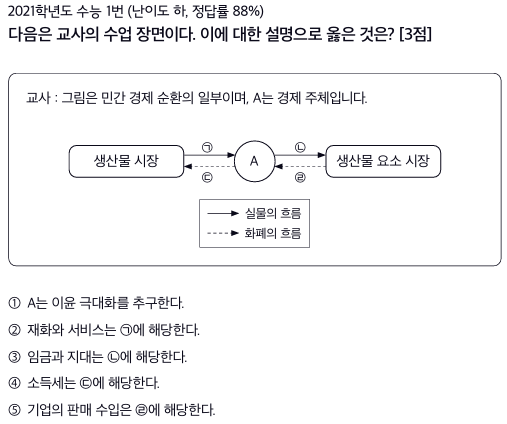 2021학년도 수능 1번 (난이도 하, 정답률 88%)
다음은 교사의 수업 장면이다. 이에 대한 설명으로 옳은 것은? [3점]
교사 : 그림은 민간 경제 순환의 일부이며, A는 경제 주체입니다.
㉠ ㉡
생산물 시장 A 생산물 요소 시장
㉢ ㉣
실물의 흐름
화폐의 흐름
① A는 이윤 극대화를 추구한다.
② 재화와 서비스는 ㉠에 해당한다.
③ 임금과 지대는 ㉡에 해당한다.
④ 소득세는 ㉢에 해당한다.
⑤ 기업의 판매 수입은 ㉣에 해당한다.